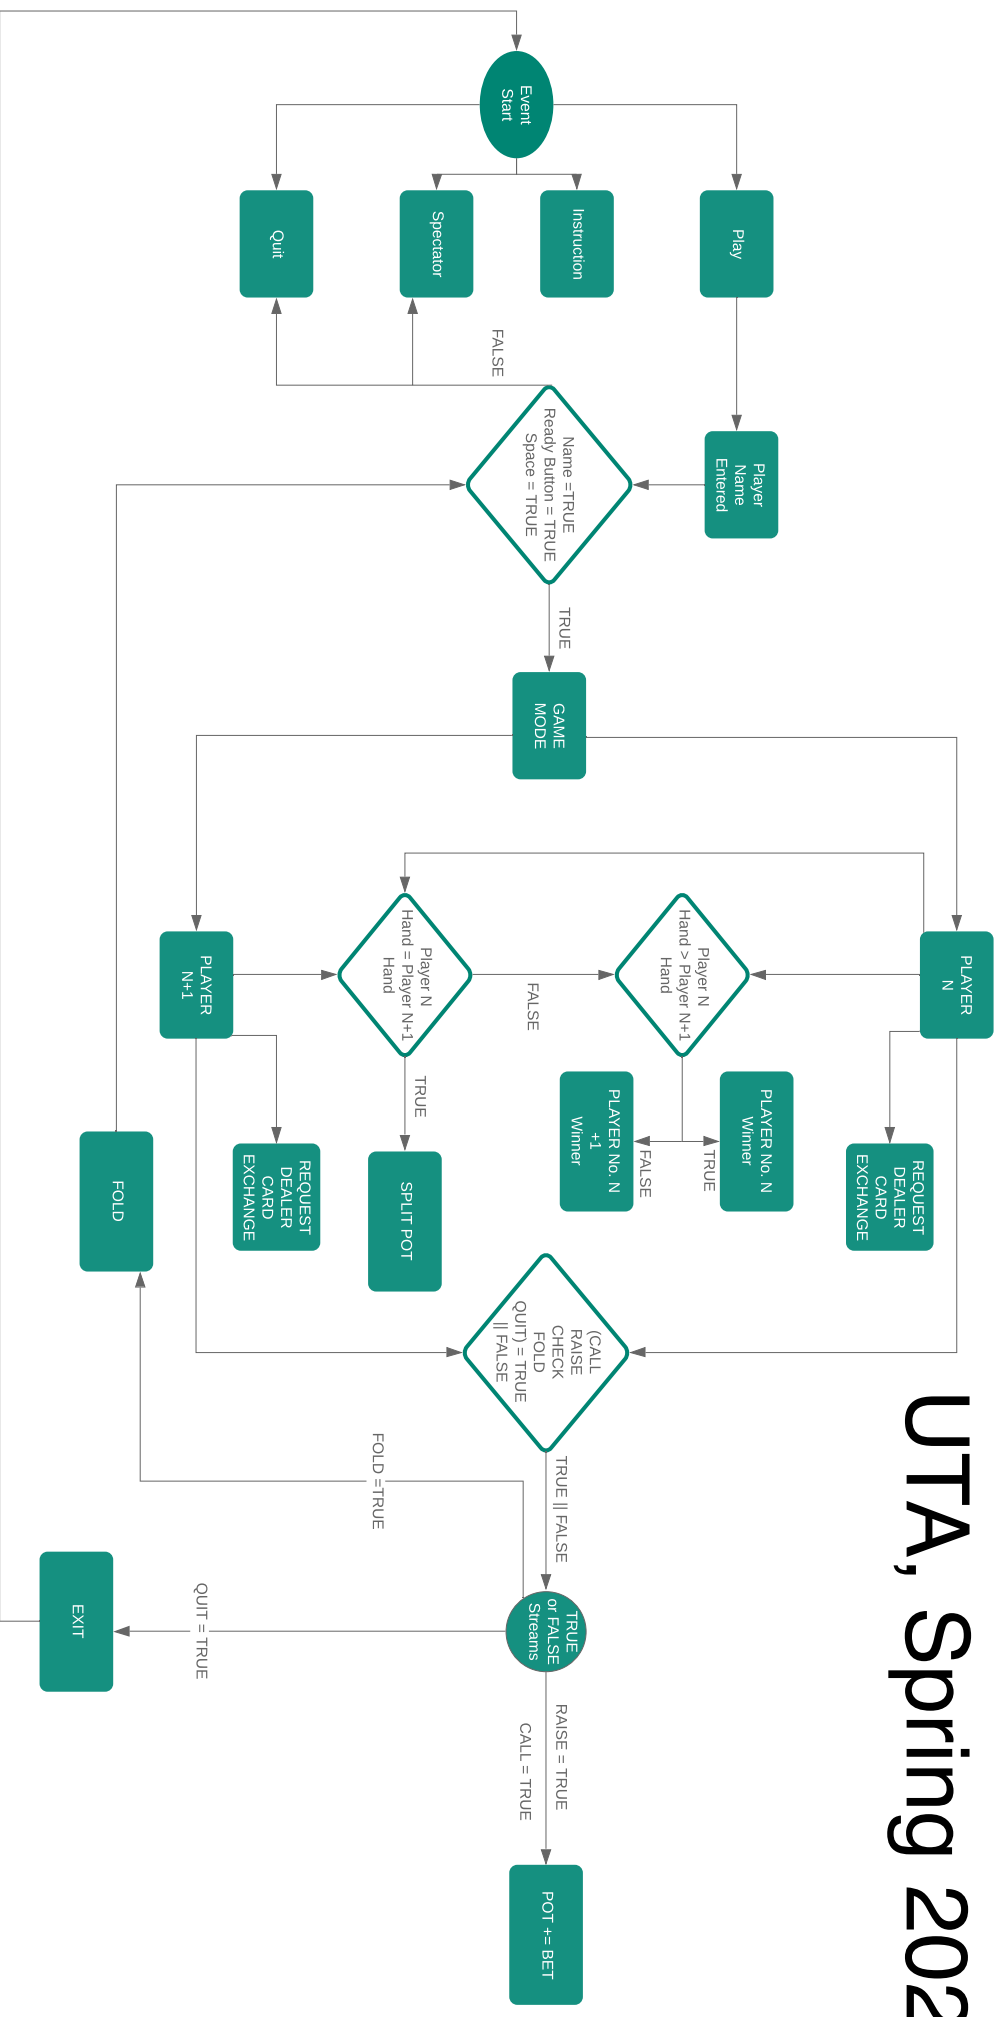 Event
Start
Play
Instruction
Spectator
Quit
FALSE
Player
Name
Entered
Name =TRUE
Ready Button = TRUE
Space = TRUE
TRUE
GAME
MODE
PLAYER
N
Player N
Hand > Player N+1
Hand
FALSE
Player N
Hand = Player N+1
Hand
PLAYER
N+1
REQUEST
DEALER
CARD
EXCHANGE
PLAYER No. N
Winner
TRUE
FALSE
PLAYER No. N
+1
Winner
TRUE
SPLIT POT
REQUEST
DEALER
CARD
EXCHANGE
FOLD
(CALL
RAISE
CHECK
FOLD
QUIT) = TRUE
|| FALSE
TRUE || FALSE
FOLD =TRUE
TRUE
or FALSE
Streams
QUIT = TRUE
EXIT
RAISE = TRUE
CALL = TRUE
POT += BET
UTA, Spring 202